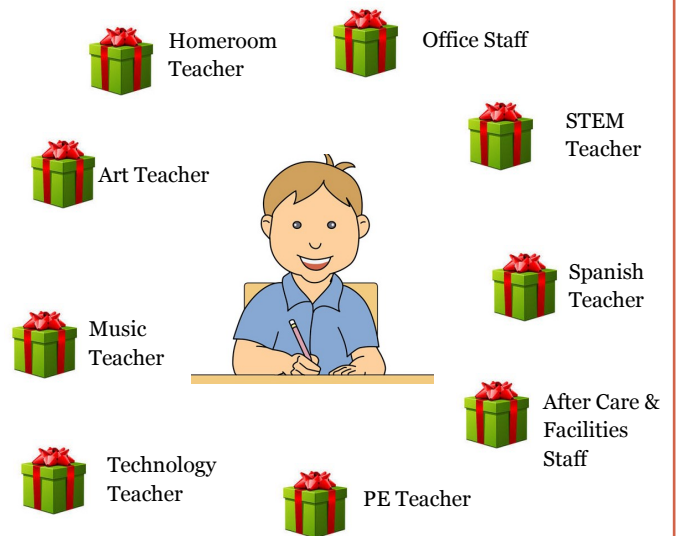 Homeroom
Teacher
Office Staff
STEM
Teacher
Art Teacher
Spanish
Teacher
Music
Teacher
After Care &
Facilities
Staff
Technology
Teacher
PE Teacher